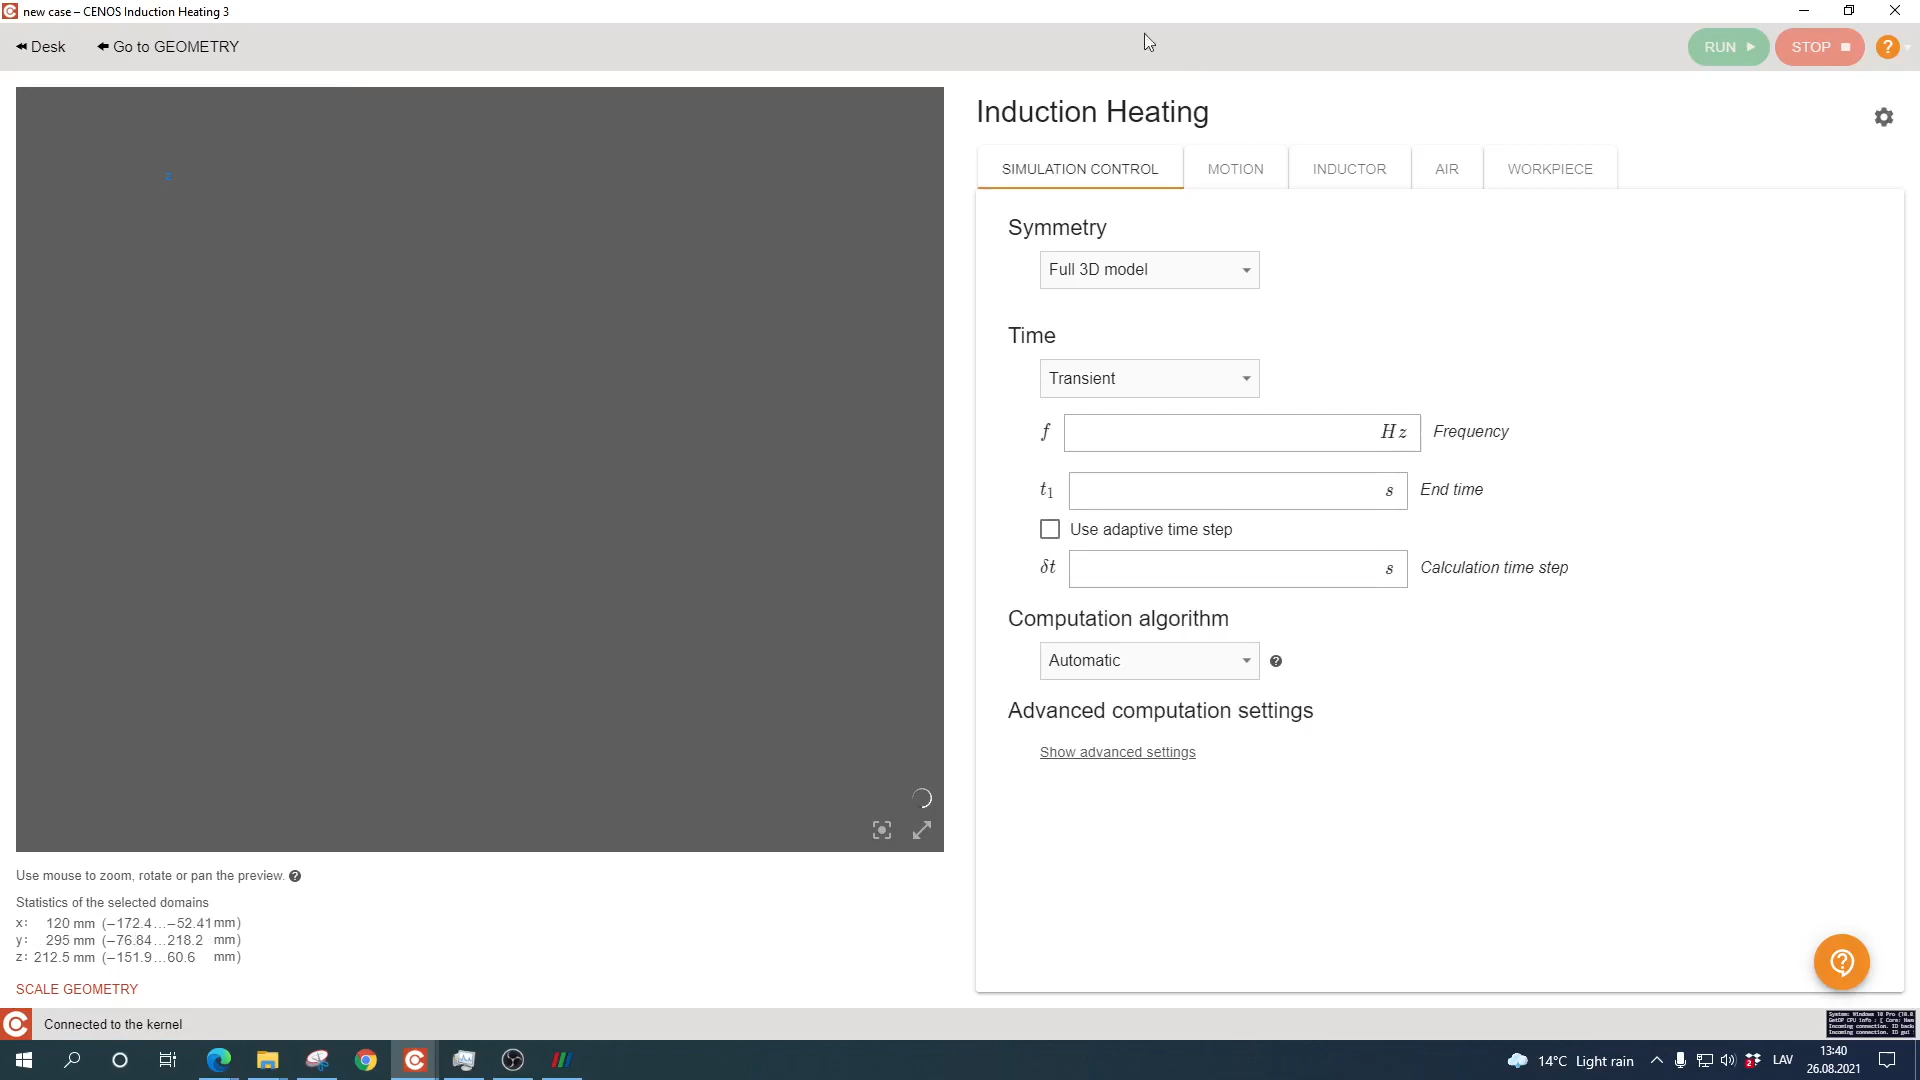 new case – CENOS Induction Heating 3
Desk
Go to GEOMETRY
RUN
STOP
?
z
Induction Heating
SIMULATION CONTROL
MOTION
INDUCTOR
AIR
WORKPIECE
Symmetry
Full 3D model
Time
Transient
f
Hz
Frequency
t1
s
End time
Use adaptive time step
δt
s
Calculation time step
Computation algorithm
Automatic
?
Advanced computation settings
Show advanced settings
Use mouse to zoom, rotate or pan the preview. ?
Statistics of the selected domains
x: 120 mm (–172.4…–52.41 mm)
y: 295 mm (–76.84…218.2 mm)
z: 212.5 mm (–151.9…60.6 mm)
SCALE GEOMETRY
Connected to the kernel
14°C Light rain
LAV
13:40
26.08.2021